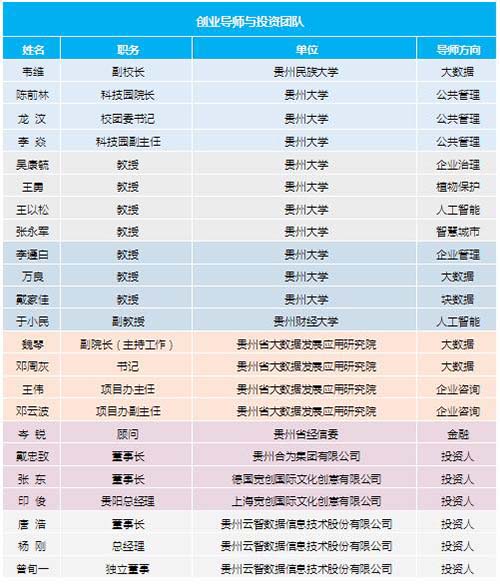 创业导师与投资团队
姓名 职务 单位 导师方向
韦维 副校长 贵州民族大学 大数据
陈前林 科技园院长 贵州大学 公共管理
龙 汶 校团委书记 贵州大学 公共管理
李 焱 科技园副主任 贵州大学 公共管理
吴康毓 教授 贵州大学 企业治理
王勇 教授 贵州大学 植物保护
王以松 教授 贵州大学 人工智能
张永军 教授 贵州大学 智慧城市
李遵白 教授 贵州大学 企业管理
万良 教授 贵州大学 大数据
戴家佳 教授 贵州大学 块数据
于小民 副教授 贵州财经大学 人工智能
魏琴 副院长（主持工作） 贵州省大数据发展应用研究院 大数据
邓周灰 书记 贵州省大数据发展应用研究院 大数据
王伟 项目办主任 贵州省大数据发展应用研究院 企业咨询
邓云波 项目办副主任 贵州省大数据发展应用研究院 企业咨询
岑 锐 顾问 贵州省经信委 金融
戴忠敦 董事长 贵州合为集团有限公司 投资人
张 东 董事长 德国宽创国际文化创意有限公司 投资人
印 俊 贵阳总经理 上海宽创国际文化创意有限公司 投资人
唐 浩 董事长 贵州云智数据信息技术股份有限公司 投资人
杨 刚 总经理 贵州云智数据信息技术股份有限公司 投资人
曾旬一 独立董事 贵州云智数据信息技术股份有限公司 投资人